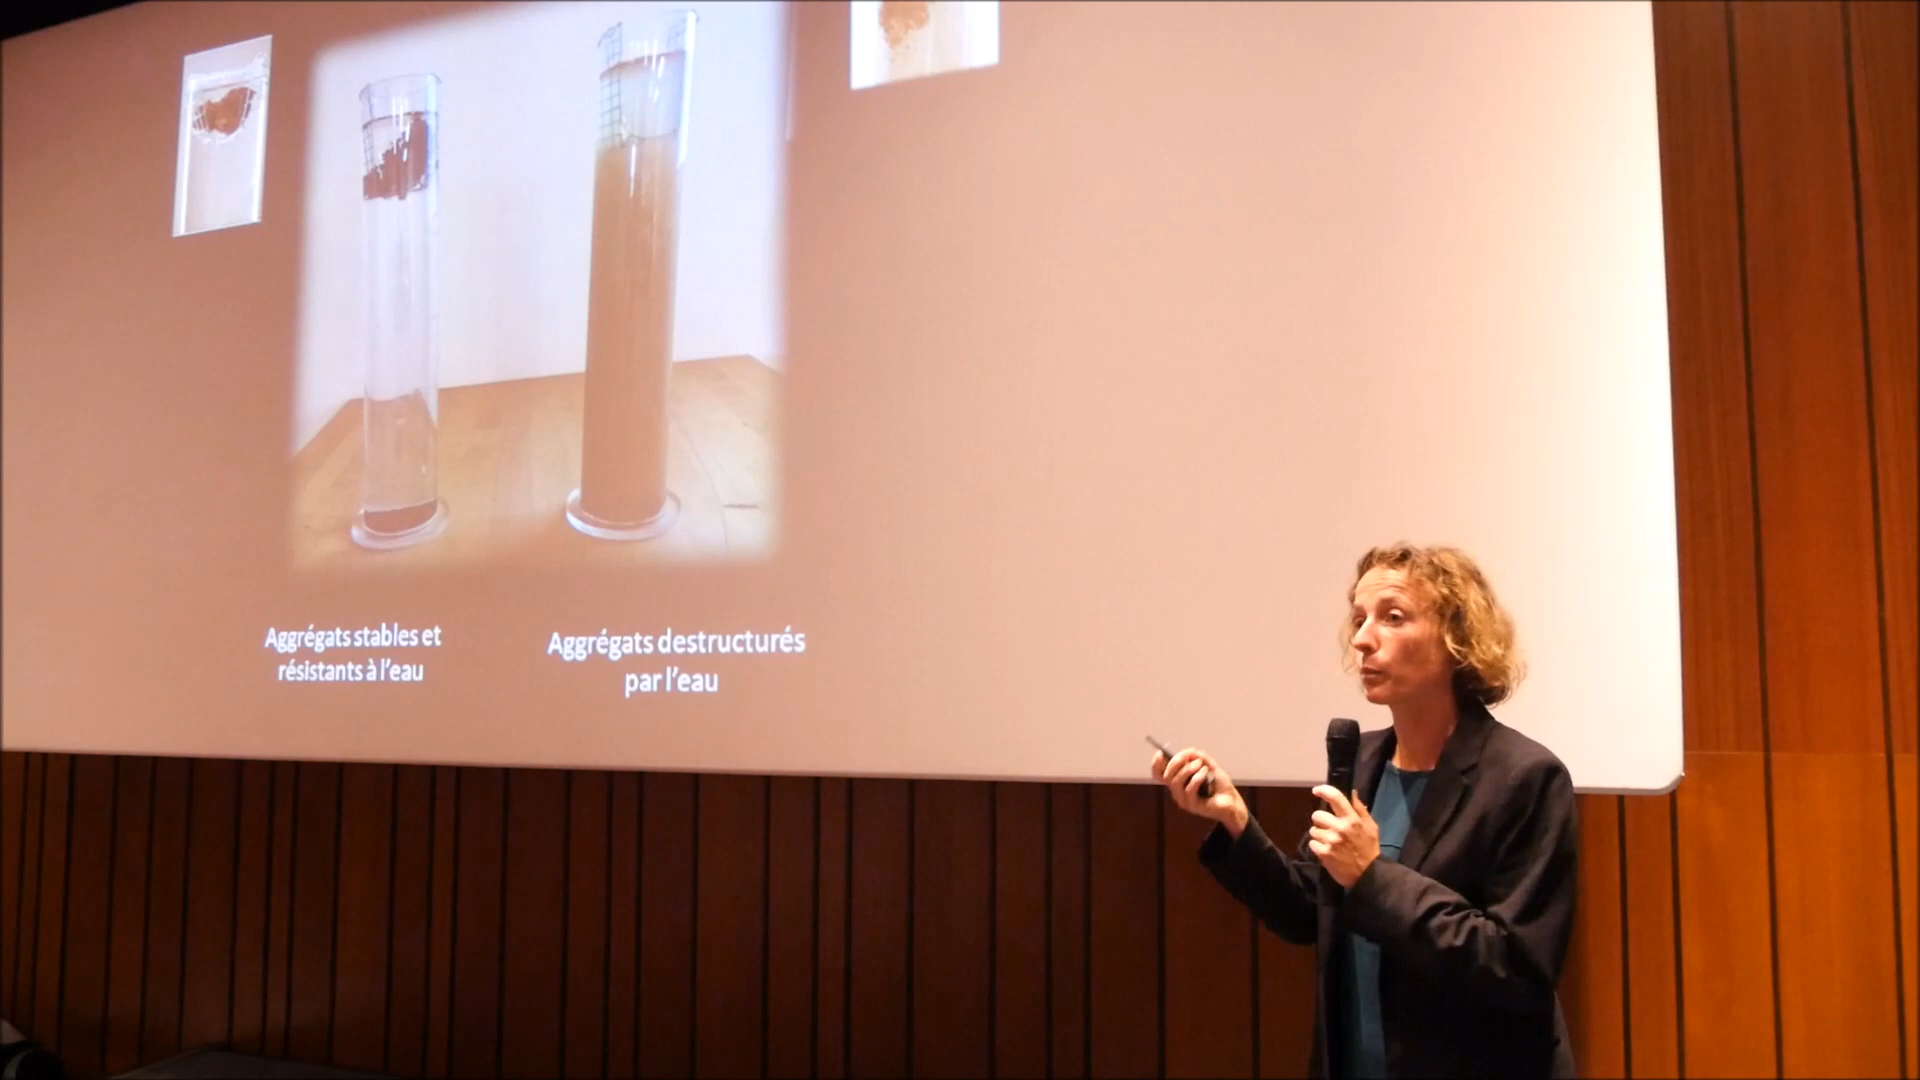 Aggrégats stables et
résistants à l'eau
Aggrégats destructurés
par l'eau